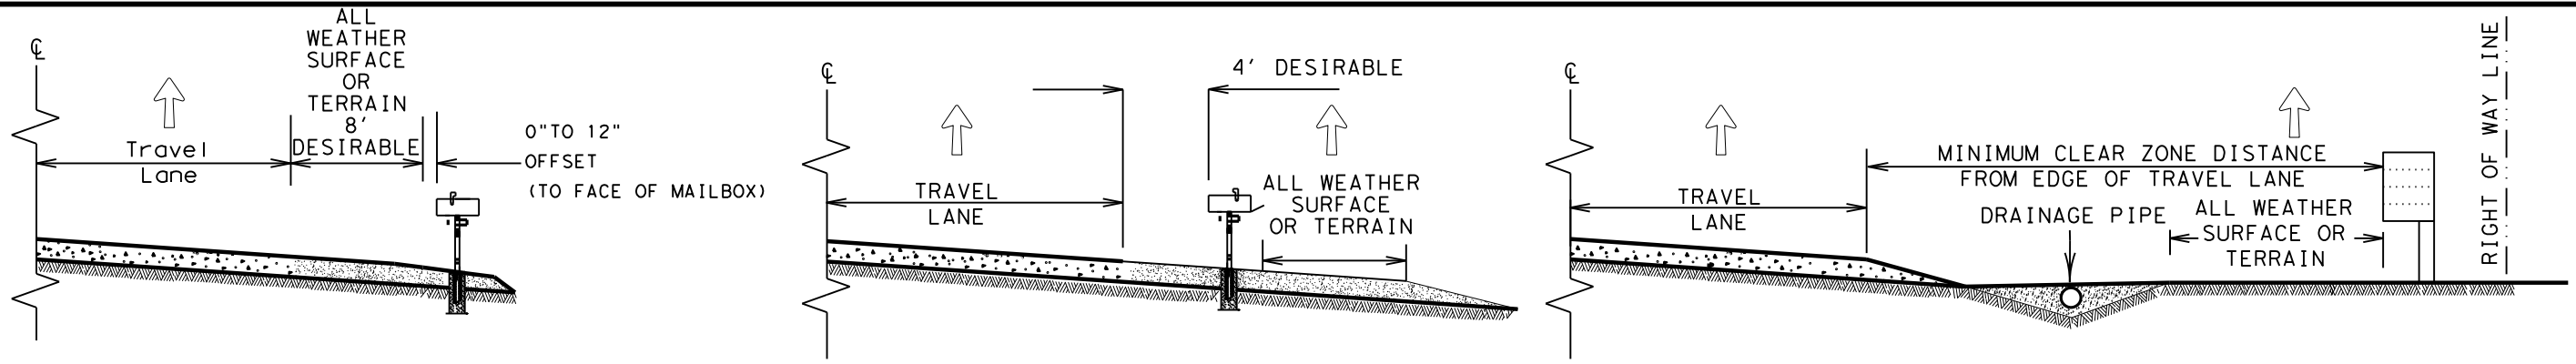 ℄
ALL
WEATHER
SURFACE
OR
TERRAIN
8'
DESIRABLE
Travel
Lane
0"TO 12"
OFFSET
(TO FACE OF MAILBOX)
℄
4' DESIRABLE
TRAVEL
LANE
ALL WEATHER
SURFACE
OR TERRAIN
℄
TRAVEL
LANE
MINIMUM CLEAR ZONE DISTANCE
FROM EDGE OF TRAVEL LANE
DRAINAGE PIPE
ALL WEATHER
SURFACE OR
TERRAIN
RIGHT OF WAY LINE